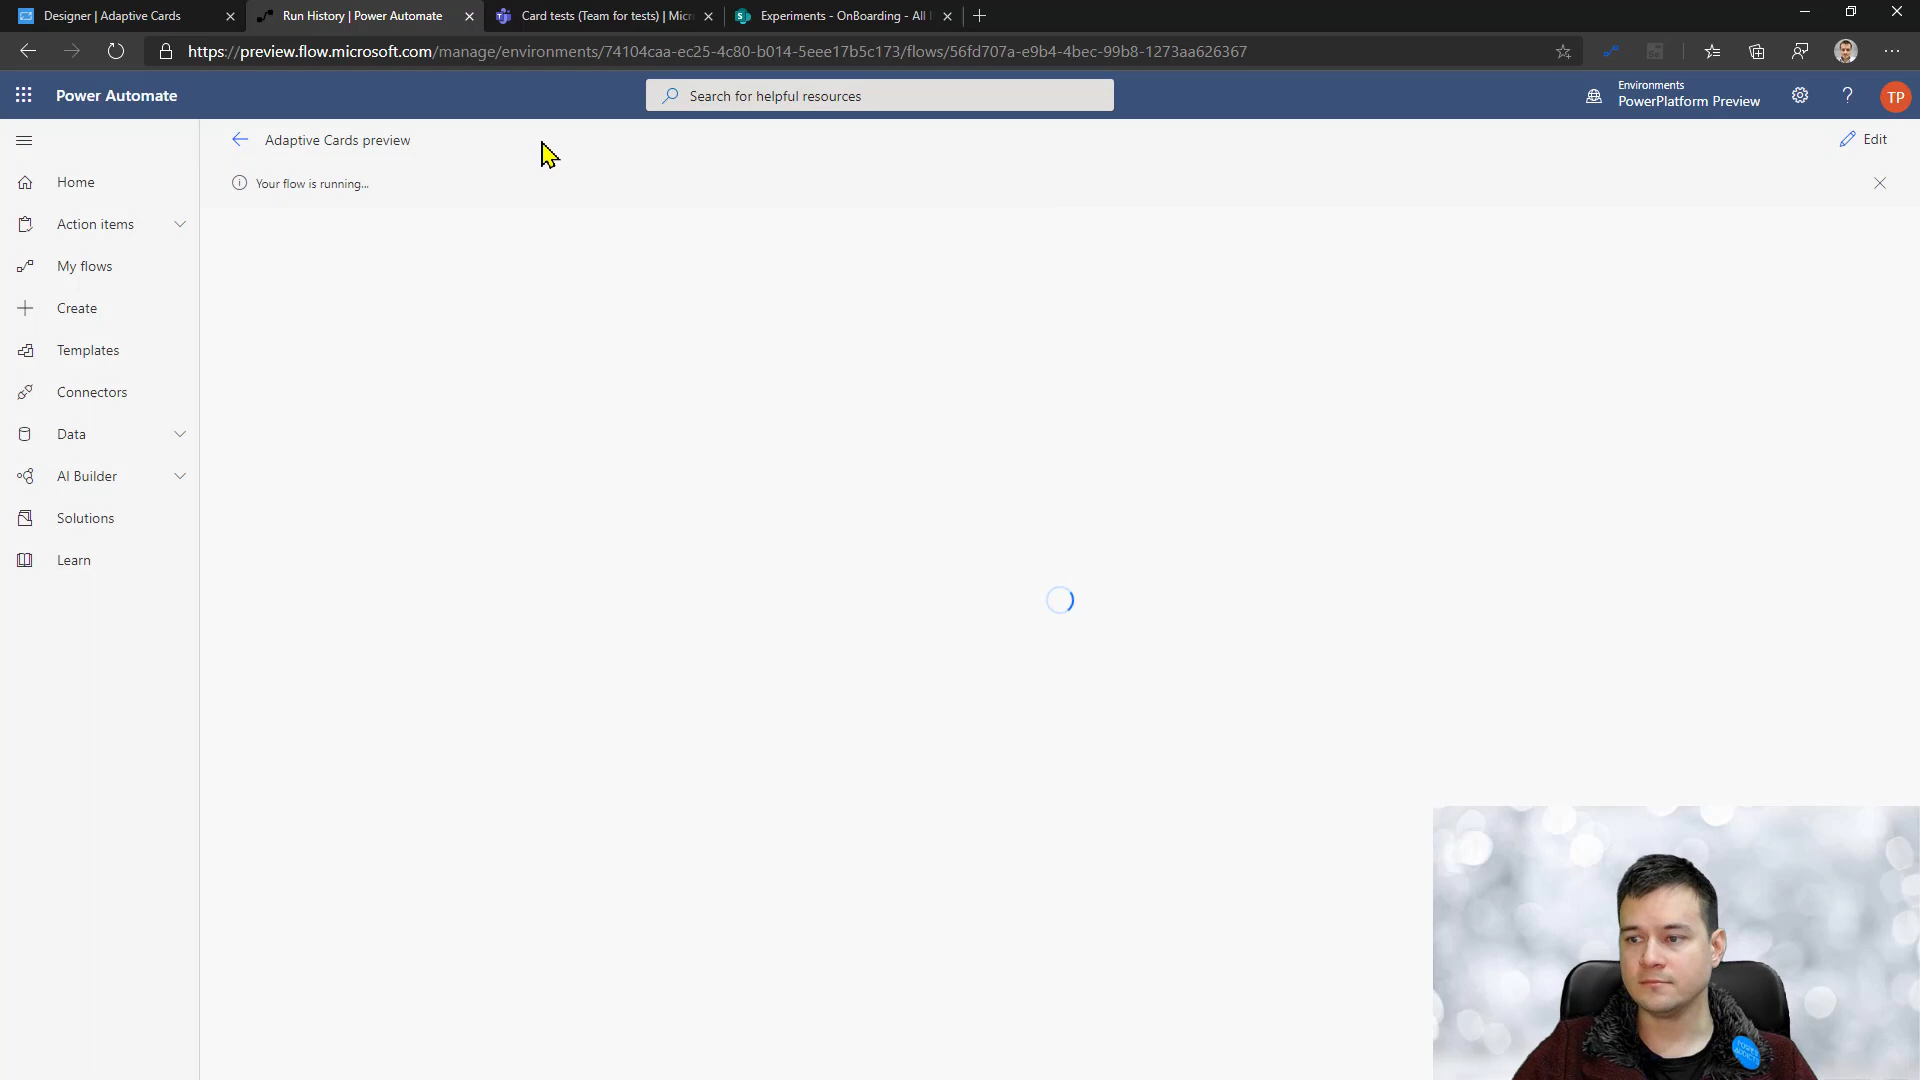 Designer | Adaptive Cards
Run History | Power Automate
Card tests (Team for tests) | Micr
Experiments - OnBoarding - All I
https://preview.flow.microsoft.com/manage/environments/74104caa-ec25-4c80-b014-5eee17b5c173/flows/56fd707a-e9b4-4bec-99b8-1273aa626367
Power Automate
Search for helpful resources
Environments
PowerPlatform Preview
TP
Adaptive Cards preview
Edit
Your flow is running...
Home
Action items
My flows
Create
Templates
Connectors
Data
AI Builder
Solutions
Learn